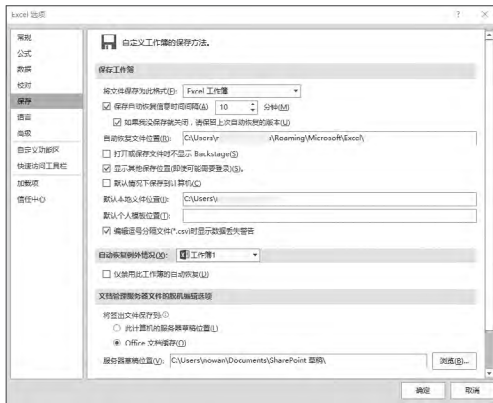 Excel 选项
? ×
常规
公式
数据
校对
保存
语言
高级
自定义功能区
快速访问工具栏
加载项
信任中心
自定义工作簿的保存方法。
保存工作簿
将文件保存为此格式(F): Excel 工作簿
保存自动恢复信息时间间隔(A) 10 分钟(M)
如果我没保存就关闭，请保留上次自动恢复的版本(U)
自动恢复文件位置(R): C:\Users\r \Roaming\Microsoft\Excel\
打开或保存文件时不显示 Backstage(S)
显示其他保存位置(即使可能需要登录)(S)。
默认情况下保存到计算机(C)
默认本地文件位置(I): C:\Users\
默认个人模板位置(T):
编辑逗号分隔文件(*.csv)时显示数据丢失警告
自动恢复例外情况(X): 工作簿1
仅禁用此工作簿的自动恢复(U)
文档管理服务器文件的脱机编辑选项
将签出文件保存到:
此计算机的服务器草稿位置(L)
Office 文档缓存(O)
服务器草稿位置(V): C:\Users\nowan\Documents\SharePoint 草稿\ 浏览(B)...
确定 取消